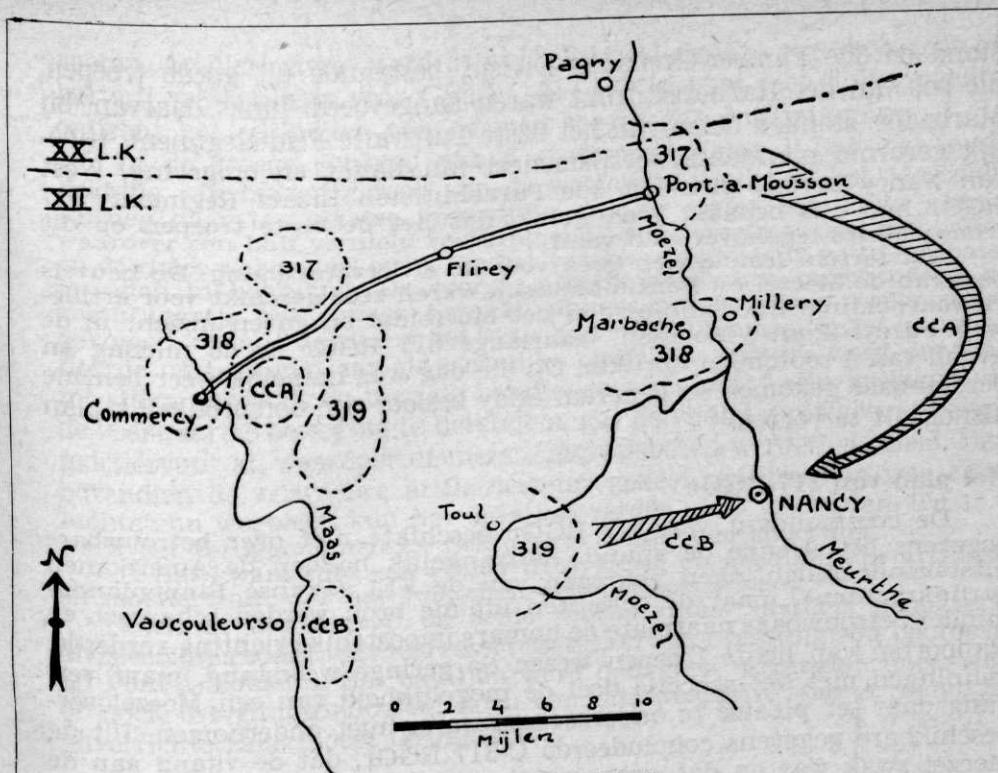 Pagny
XX L.K.
XII L.K.
317
Pont-à-Mousson
Moezel
317
Flirey
Millery
Marbache
318
CCA
318
CCA
319
Commercy
Maas
Toul
319
CCB
NANCY
Meurthe
Moezel
N
Vaucouleurs
CCB
0 2 4 6 8 10
Mijlen